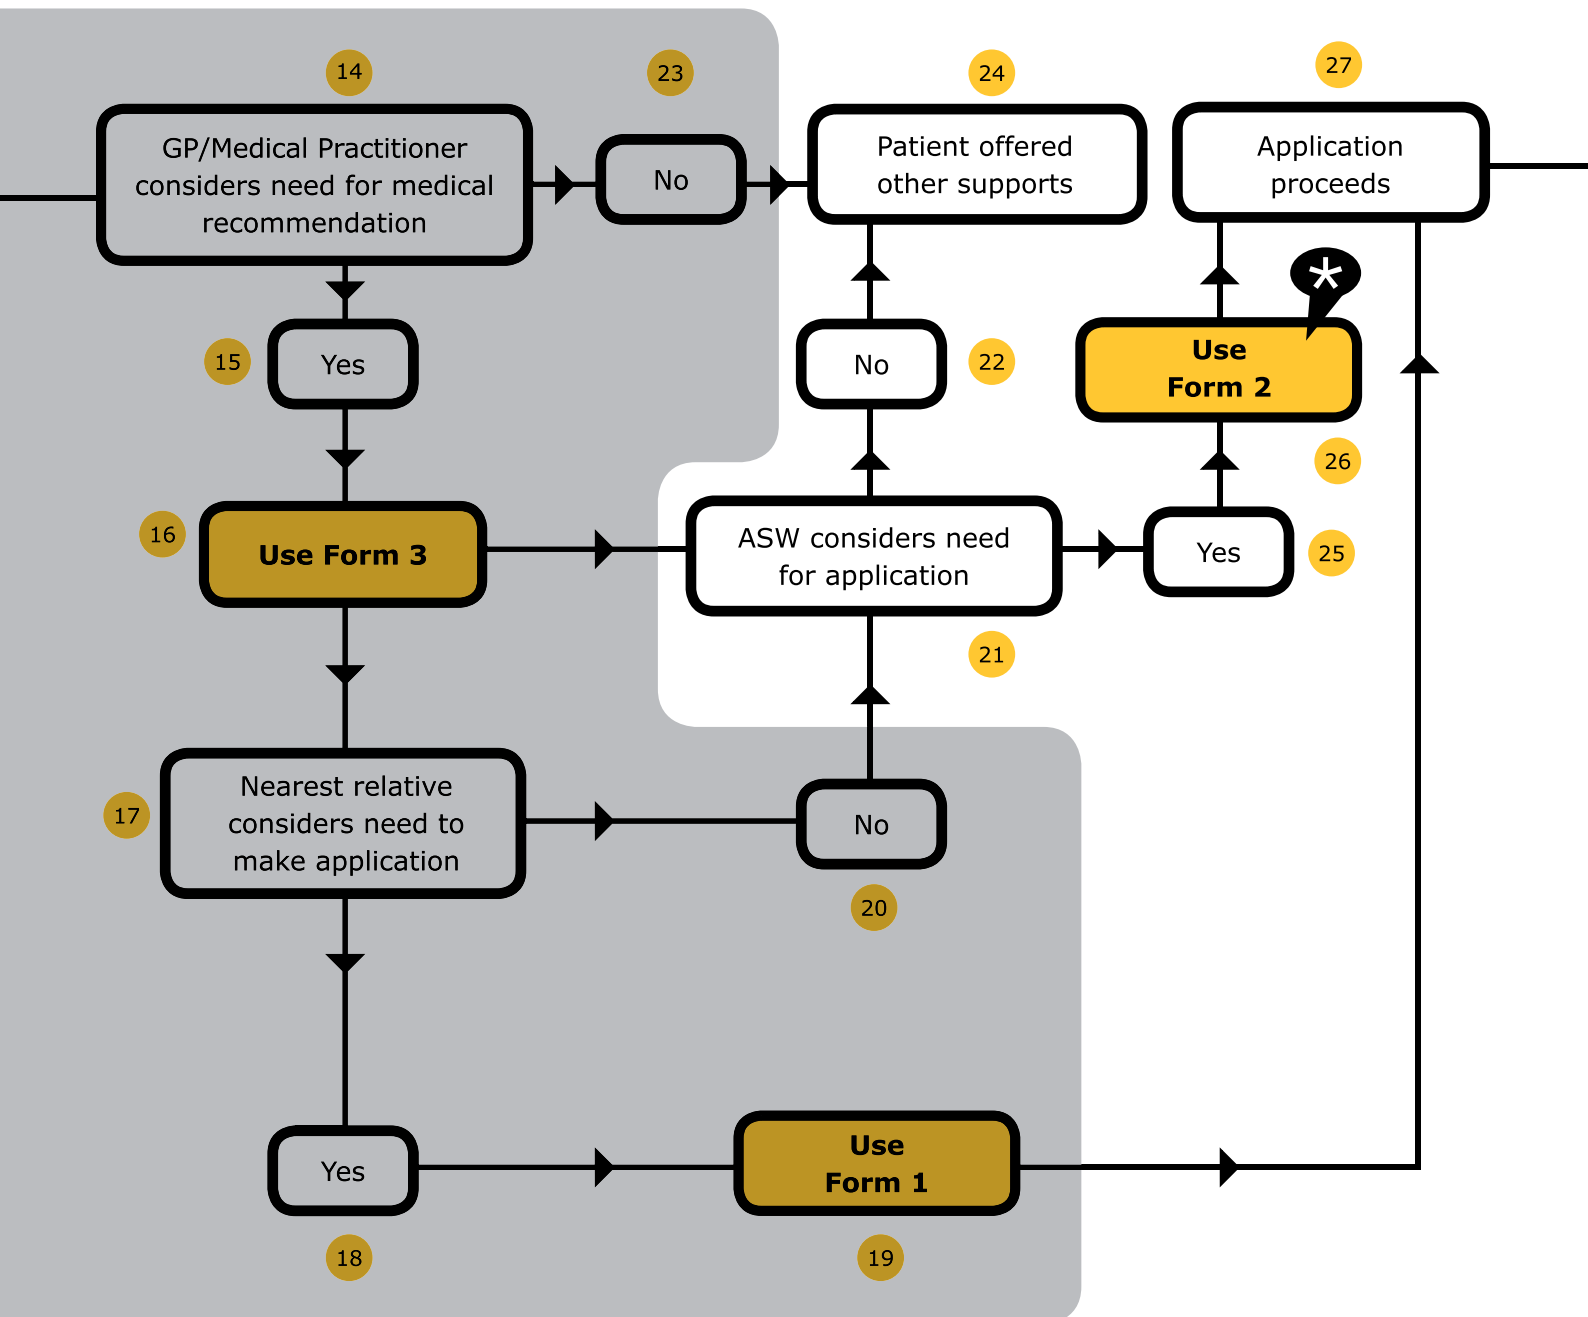 14
23
24
27
GP/Medical Practitioner
considers need for medical
recommendation
No
Patient offered
other supports
Application
proceeds
*
15
Yes
No
22
Use
Form 2
26
16
Use Form 3
ASW considers need
for application
Yes
25
21
17
Nearest relative
considers need to
make application
No
20
Yes
Use
Form 1
18
19